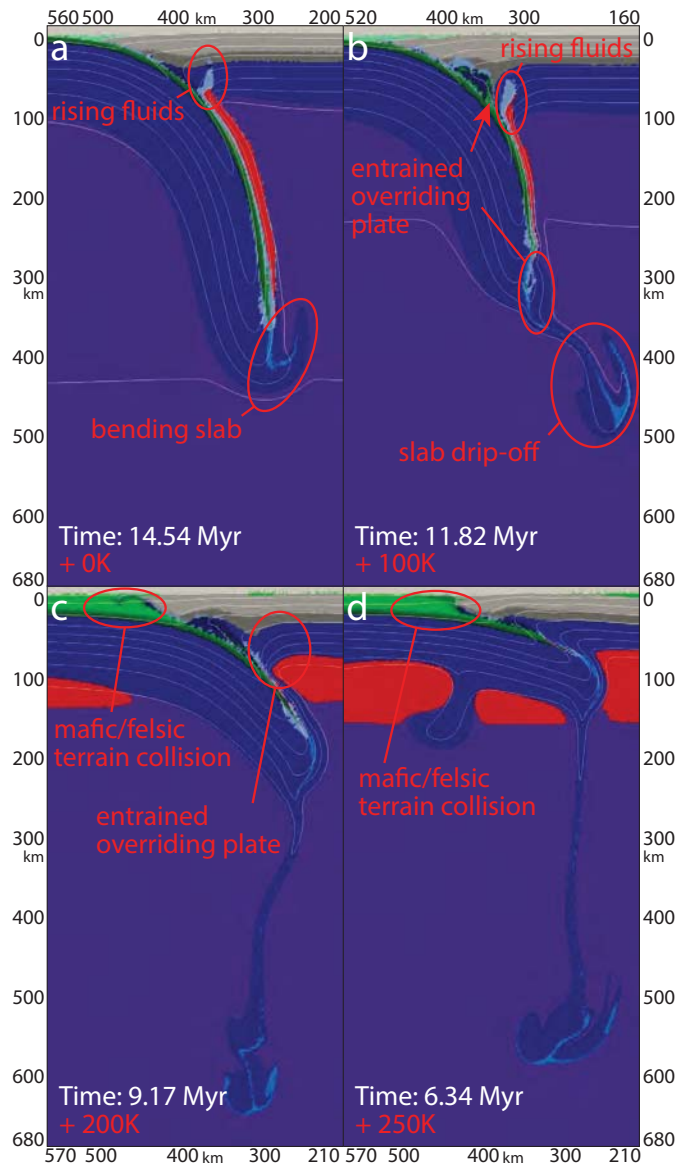 560 500 400 km 300 200
520 400 km 300 160
0
100
200
300
km
400
500
600
680
a
rising fluids
bending slab
Time: 14.54 Myr
+ 0K
b
rising fluids
entrained
overriding
plate
slab drip-off
Time: 11.82 Myr
+ 100K
0
100
200
300
km
400
500
600
680
0
100
200
300
km
400
500
600
680
c
mafic/felsic
terrain collision
entrained
overriding plate
Time: 9.17 Myr
+ 200K
d
mafic/felsic
terrain collision
Time: 6.34 Myr
+ 250K
0
100
200
300
km
400
500
600
680
570 500 400 km 300 210
570 500 400 km 300 210